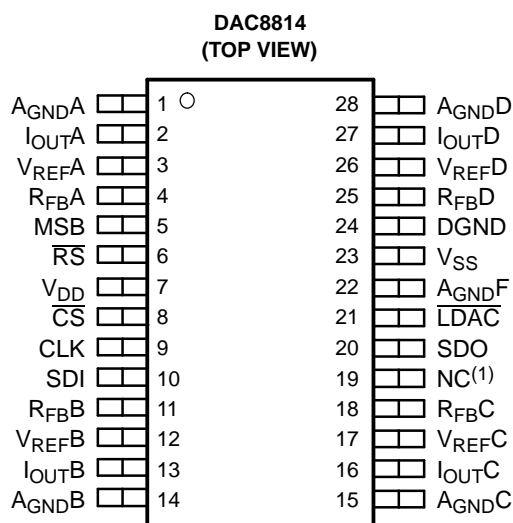 DAC8814
(TOP VIEW)
AGNDA 1 28 AGNDD
IOUTA 2 27 IOUTD
VREFA 3 26 VREFD
RFBA 4 25 RFBD
MSB 5 24 DGND
RS 6 23 VSS
VDD 7 22 AGNDF
CS 8 21 LDAC
CLK 9 20 SDO
SDI 10 19 NC(1)
RFBB 11 18 RFBC
VREFB 12 17 VREFC
IOUTB 13 16 IOUTC
AGNDB 14 15 AGNDC